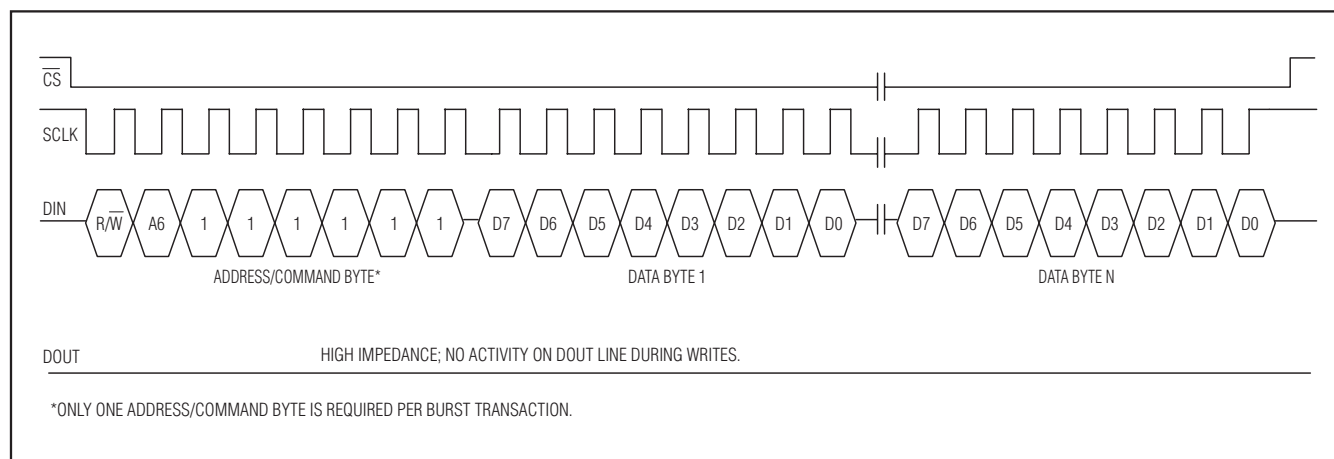 C̅S̅
SCLK
DIN R/W̅ A6 1 1 1 1 1 1 D7 D6 D5 D4 D3 D2 D1 D0 D7 D6 D5 D4 D3 D2 D1 D0
ADDRESS/COMMAND BYTE* DATA BYTE 1 DATA BYTE N
DOUT HIGH IMPEDANCE; NO ACTIVITY ON DOUT LINE DURING WRITES.
*ONLY ONE ADDRESS/COMMAND BYTE IS REQUIRED PER BURST TRANSACTION.